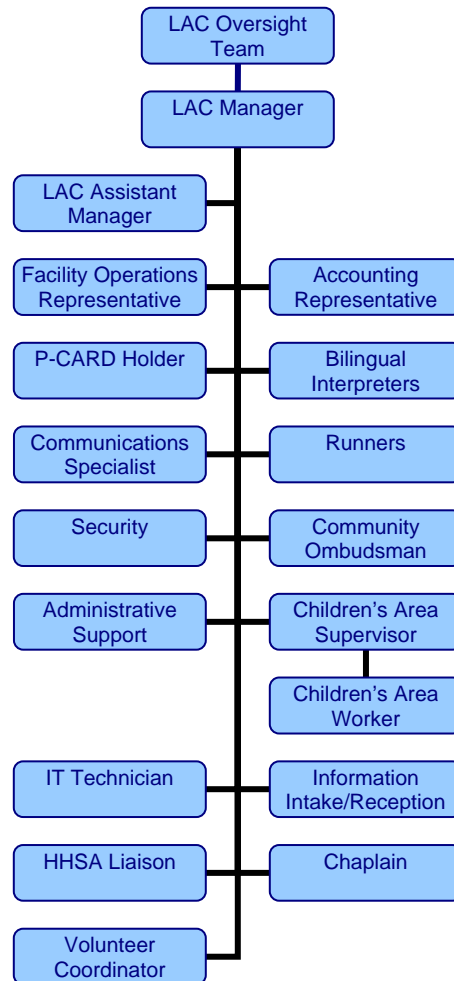 LAC Oversight
Team
LAC Manager
LAC Assistant
Manager
Facility Operations
Representative
Accounting
Representative
P-CARD Holder
Bilingual
Interpreters
Communications
Specialist
Runners
Security
Community
Ombudsman
Administrative
Support
Children’s Area
Supervisor
Children’s Area
Worker
IT Technician
Information
Intake/Reception
HHSA Liaison
Chaplain
Volunteer
Coordinator